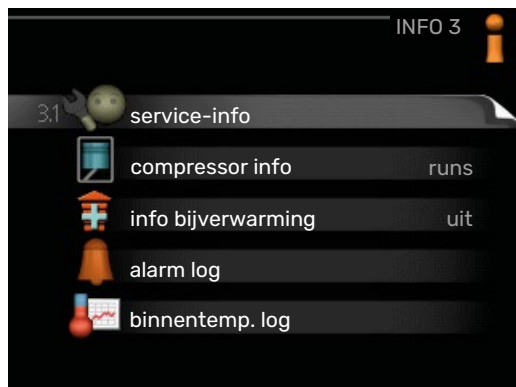 INFO 3
3.1 service-info
compressor info runs
info bijverwarming uit
alarm log
binnentemp. log